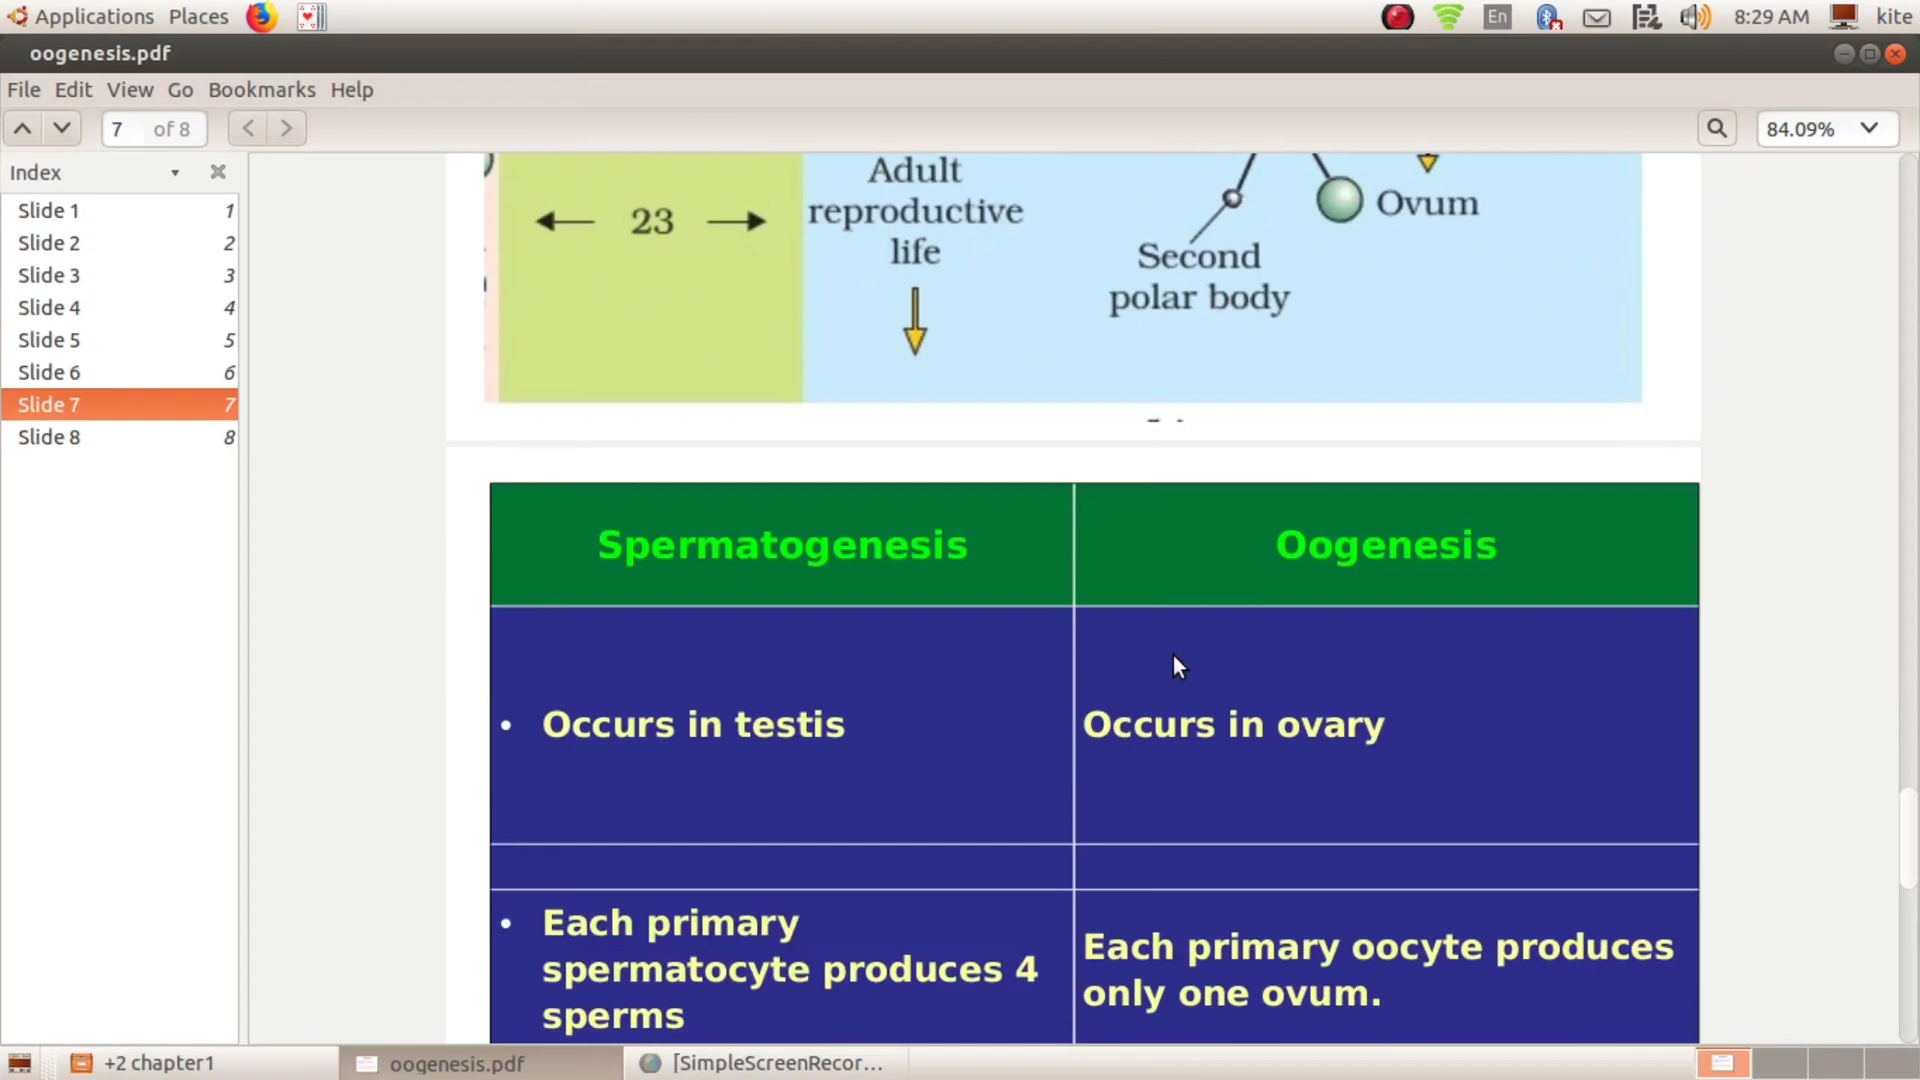 Applications Places En 8:29 AM kite
oogenesis.pdf
File Edit View Go Bookmarks Help
7 of 8 84.09%
Index
Slide 1 1
Slide 2 2
Slide 3 3
Slide 4 4
Slide 5 5
Slide 6 6
Slide 7 7
Slide 8 8
23
Adult
reproductive
life
Ovum
Second
polar body
Spermatogenesis Oogenesis
• Occurs in testis
Occurs in ovary
• Each primary
spermatocyte produces 4
sperms
Each primary oocyte produces
only one ovum.
+2 chapter1 oogenesis.pdf [SimpleScreenRecor...